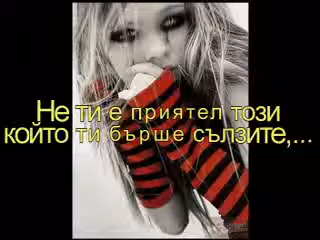 Не ти е приятел този
който ти бърше сълзите,...